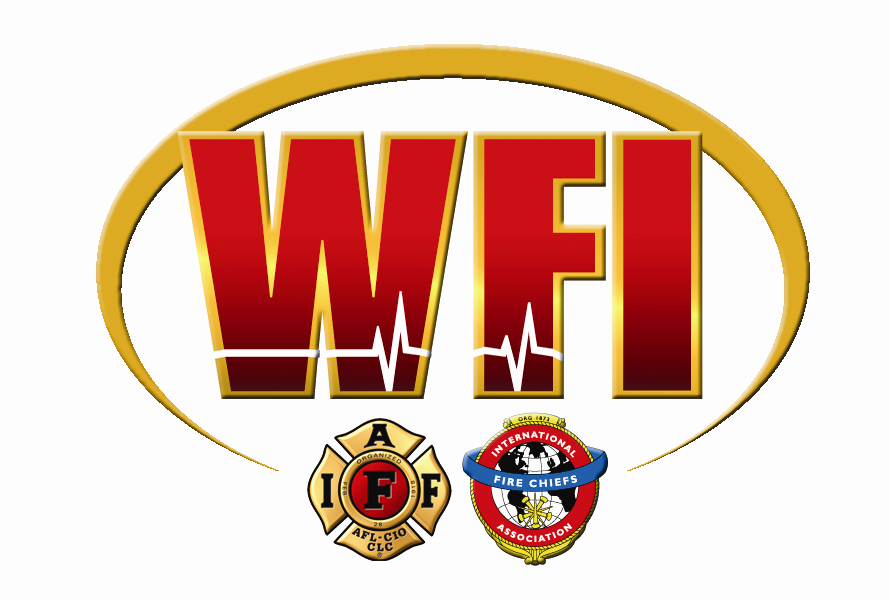 WFI
A
ORGANIZED
I F F
FEB 1918
28
AFL-CIO
CLC
®
ORG 1873
INTERNATIONAL
FIRE CHIEFS
ASSOCIATION